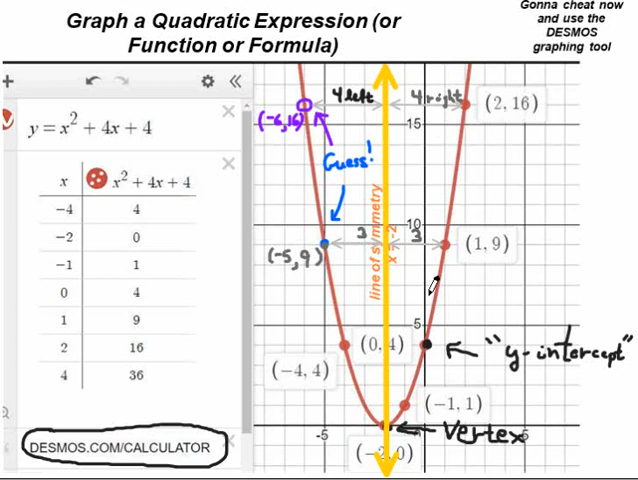 Graph a Quadratic Expression (or
Function or Formula)
Gonna cheat now
and use the
DESMOS
graphing tool
y = x² + 4x + 4
x x² + 4x + 4
−4 4
−2 0
−1 1
0 4
1 9
2 16
4 36
DESMOS.COM/CALCULATOR
4 left 4 right
(-6,16) (2, 16)
15
Guess!
line of symmetry
x = -2
10
3 3
(-5,9) (1, 9)
5
(0, 4)
"y-intercept"
(−4, 4)
(−1, 1)
Vertex
-5 5
(−2, 0)